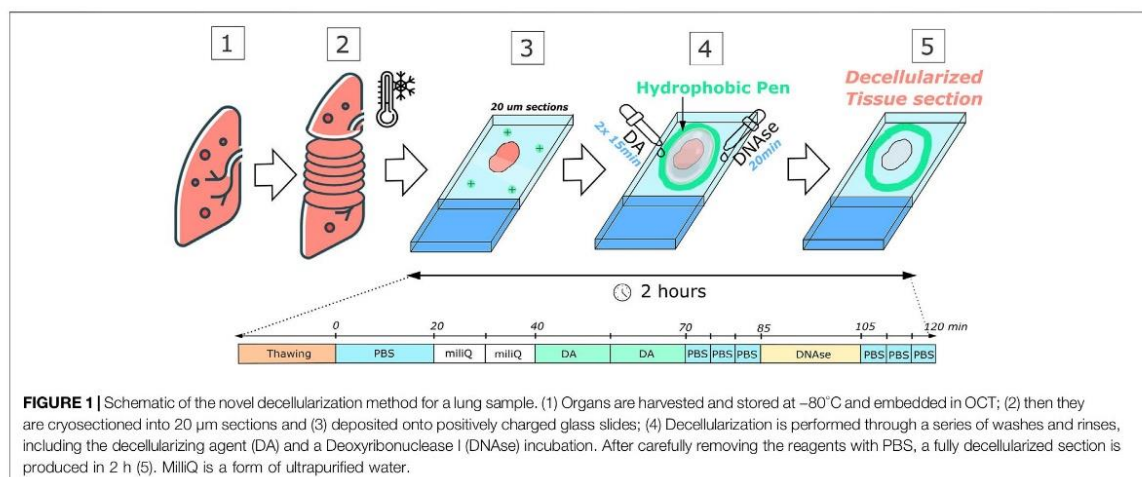 1
2
3
4
5
20 um sections
Hydrophobic Pen
DA
2x 15min
DNAse
20min
Decellularized
Tissue section
2 hours
0 20 40 70 85 105 120 min
Thawing PBS miliQ miliQ DA DA PBS PBS PBS DNAse PBS PBS PBS
FIGURE 1 | Schematic of the novel decellularization method for a lung sample. (1) Organs are harvested and stored at −80°C and embedded in OCT; (2) then they
are cryosectioned into 20 μm sections and (3) deposited onto positively charged glass slides; (4) Decellularization is performed through a series of washes and rinses,
including the decellularizing agent (DA) and a Deoxyribonuclease I (DNAse) incubation. After carefully removing the reagents with PBS, a fully decellularized section is
produced in 2 h (5). MilliQ is a form of ultrapurified water.